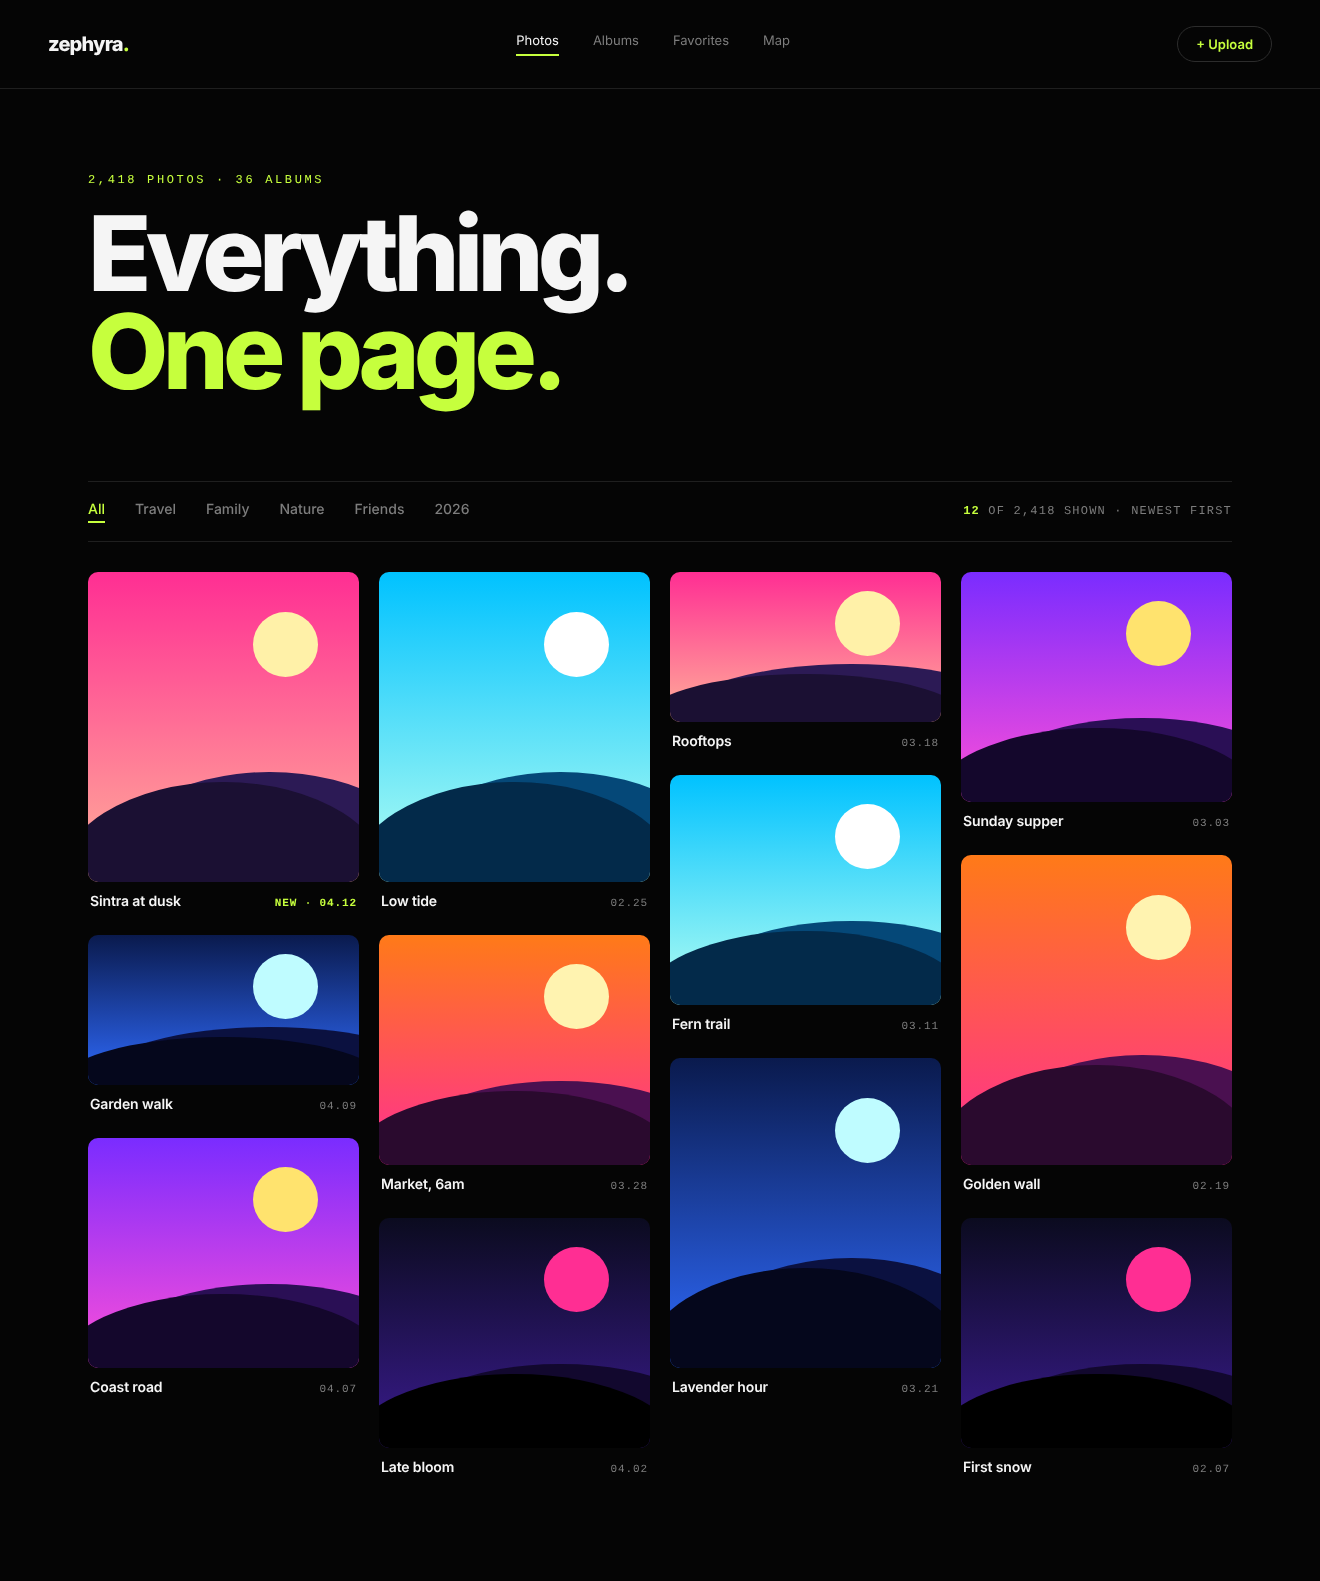 zephyra.
Photos Albums Favorites Map
+ Upload
2,418 PHOTOS · 36 ALBUMS
Everything.
One page.
All Travel Family Nature Friends 2026
12 OF 2,418 SHOWN · NEWEST FIRST
Sintra at dusk NEW · 04.12
Garden walk 04.09
Coast road 04.07
Low tide 02.25
Market, 6am 03.28
Late bloom 04.02
Rooftops 03.18
Fern trail 03.11
Lavender hour 03.21
Sunday supper 03.03
Golden wall 02.19
First snow 02.07